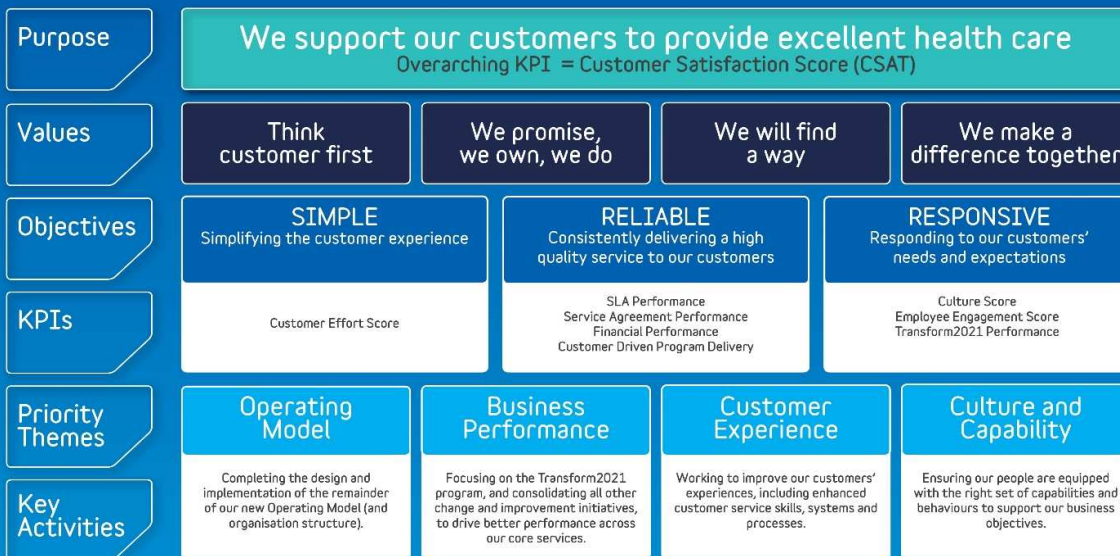 Purpose
We support our customers to provide excellent health care
Overarching KPI = Customer Satisfaction Score (CSAT)
Values
Think
customer first
We promise,
we own, we do
We will find
a way
We make a
difference together
Objectives
SIMPLE
Simplifying the customer experience
RELIABLE
Consistently delivering a high
quality service to our customers
RESPONSIVE
Responding to our customers'
needs and expectations
KPIs
Customer Effort Score
SLA Performance
Service Agreement Performance
Financial Performance
Customer Driven Program Delivery
Culture Score
Employee Engagement Score
Transform2021 Performance
Priority
Themes
Operating
Model
Business
Performance
Customer
Experience
Culture and
Capability
Key
Activities
Completing the design and
implementation of the remainder
of our new Operating Model (and
organisation structure).
Focusing on the Transform2021
program, and consolidating all other
change and improvement initiatives,
to drive better performance across
our core services.
Working to improve our customers'
experiences, including enhanced
customer service skills, systems and
processes.
Ensuring our people are equipped
with the right set of capabilities and
behaviours to support our business
objectives.